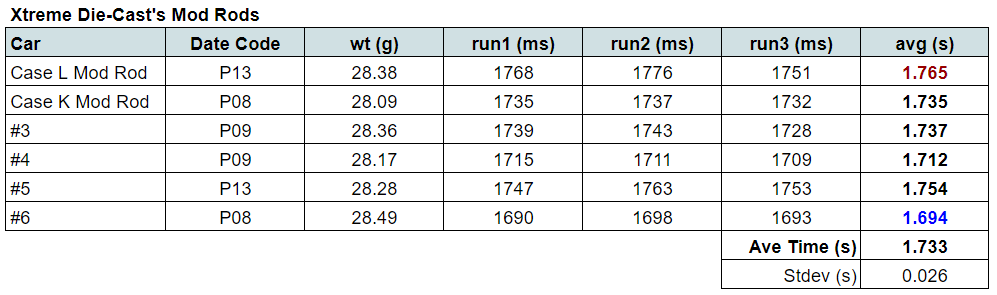 Xtreme Die-Cast's Mod Rods
Car Date Code wt (g) run1 (ms) run2 (ms) run3 (ms) avg (s)
Case L Mod Rod P13 28.38 1768 1776 1751 1.765
Case K Mod Rod P08 28.09 1735 1737 1732 1.735
#3 P09 28.36 1739 1743 1728 1.737
#4 P09 28.17 1715 1711 1709 1.712
#5 P13 28.28 1747 1763 1753 1.754
#6 P08 28.49 1690 1698 1693 1.694
Ave Time (s) 1.733
Stdev (s) 0.026